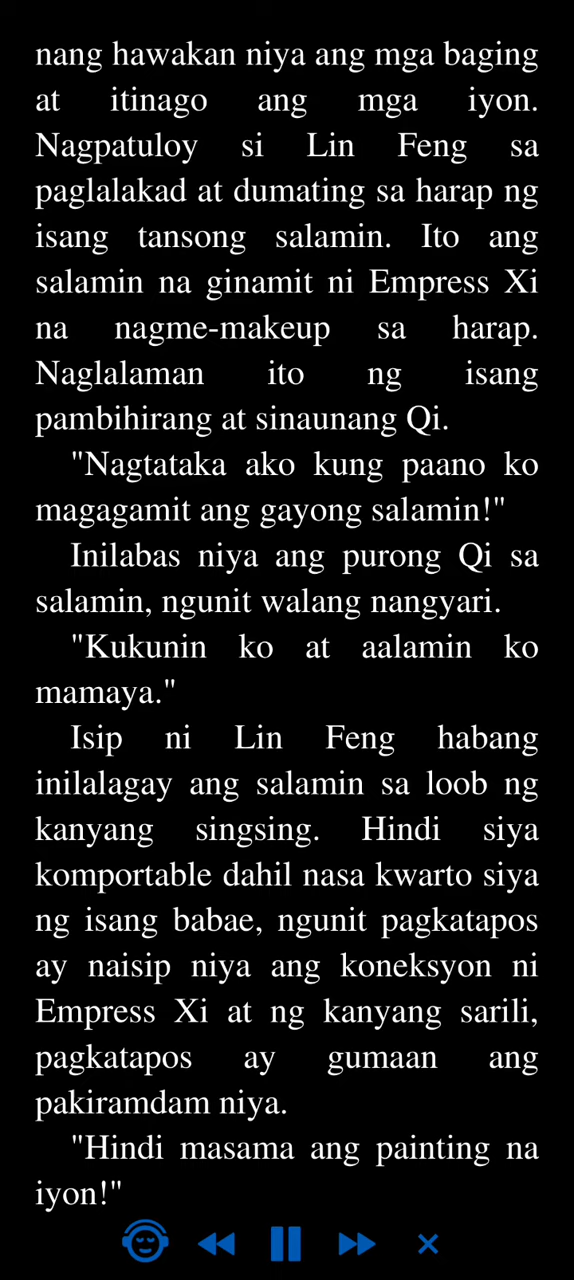 nang hawakan niya ang mga baging
at itinago ang mga iyon.
Nagpatuloy si Lin Feng sa
paglalakad at dumating sa harap ng
isang tansong salamin. Ito ang
salamin na ginamit ni Empress Xi
na nagme-makeup sa harap.
Naglalaman ito ng isang
pambihirang at sinaunang Qi.
"Nagtataka ako kung paano ko
magagamit ang gayong salamin!"
Inilabas niya ang purong Qi sa
salamin, ngunit walang nangyari.
"Kukunin ko at aalamin ko
mamaya."
Isip ni Lin Feng habang
inilalagay ang salamin sa loob ng
kanyang singsing. Hindi siya
komportable dahil nasa kwarto siya
ng isang babae, ngunit pagkatapos
ay naisip niya ang koneksyon ni
Empress Xi at ng kanyang sarili,
pagkatapos ay gumaan ang
pakiramdam niya.
"Hindi masama ang painting na
iyon!"